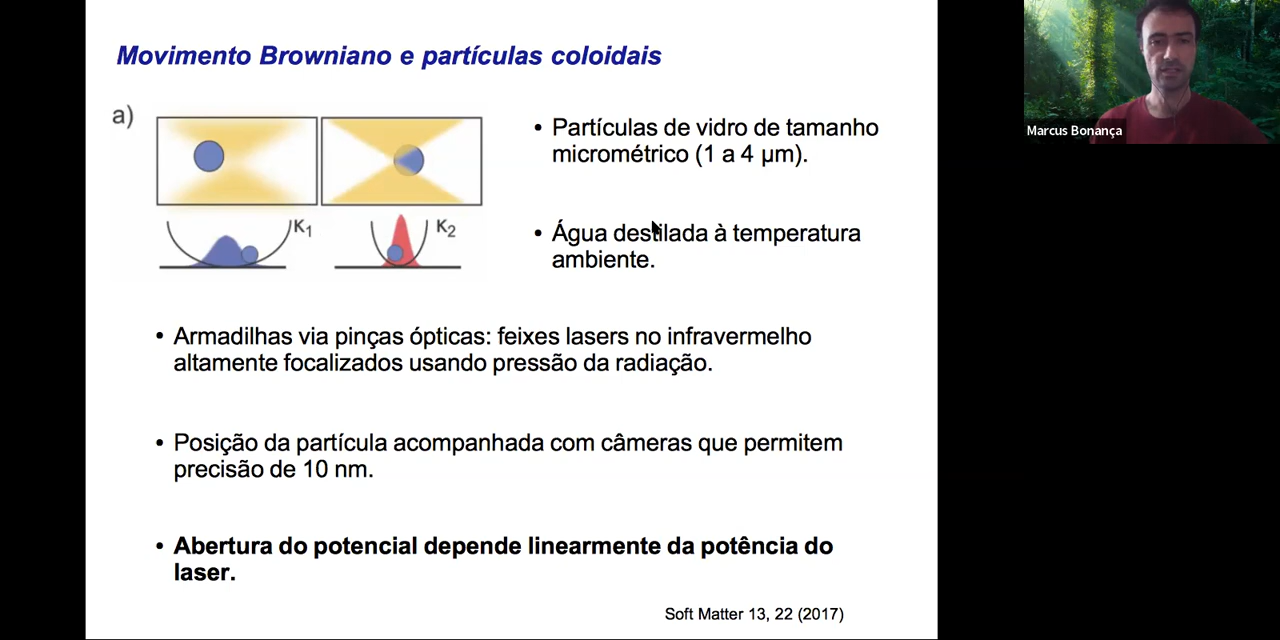 Movimento Browniano e partículas coloidais
a)
K1
K2
• Partículas de vidro de tamanho
micrométrico (1 a 4 μm).
• Água destilada à temperatura
ambiente.
• Armadilhas via pinças ópticas: feixes lasers no infravermelho
altamente focalizados usando pressão da radiação.
• Posição da partícula acompanhada com câmeras que permitem
precisão de 10 nm.
• Abertura do potencial depende linearmente da potência do
laser.
Soft Matter 13, 22 (2017)
Marcus Bonança